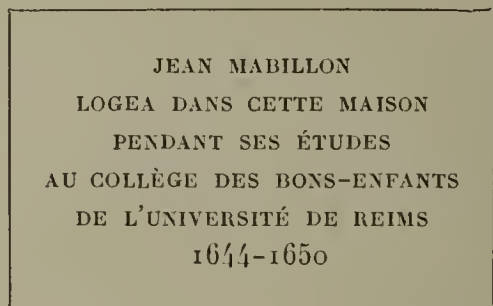 JEAN MABILLON
LOGEA DANS CETTE MAISON
PENDANT SES ÉTUDES
AU COLLÈGE DES BONS-ENFANTS
DE L'UNIVERSITÉ DE REIMS
1644-1650